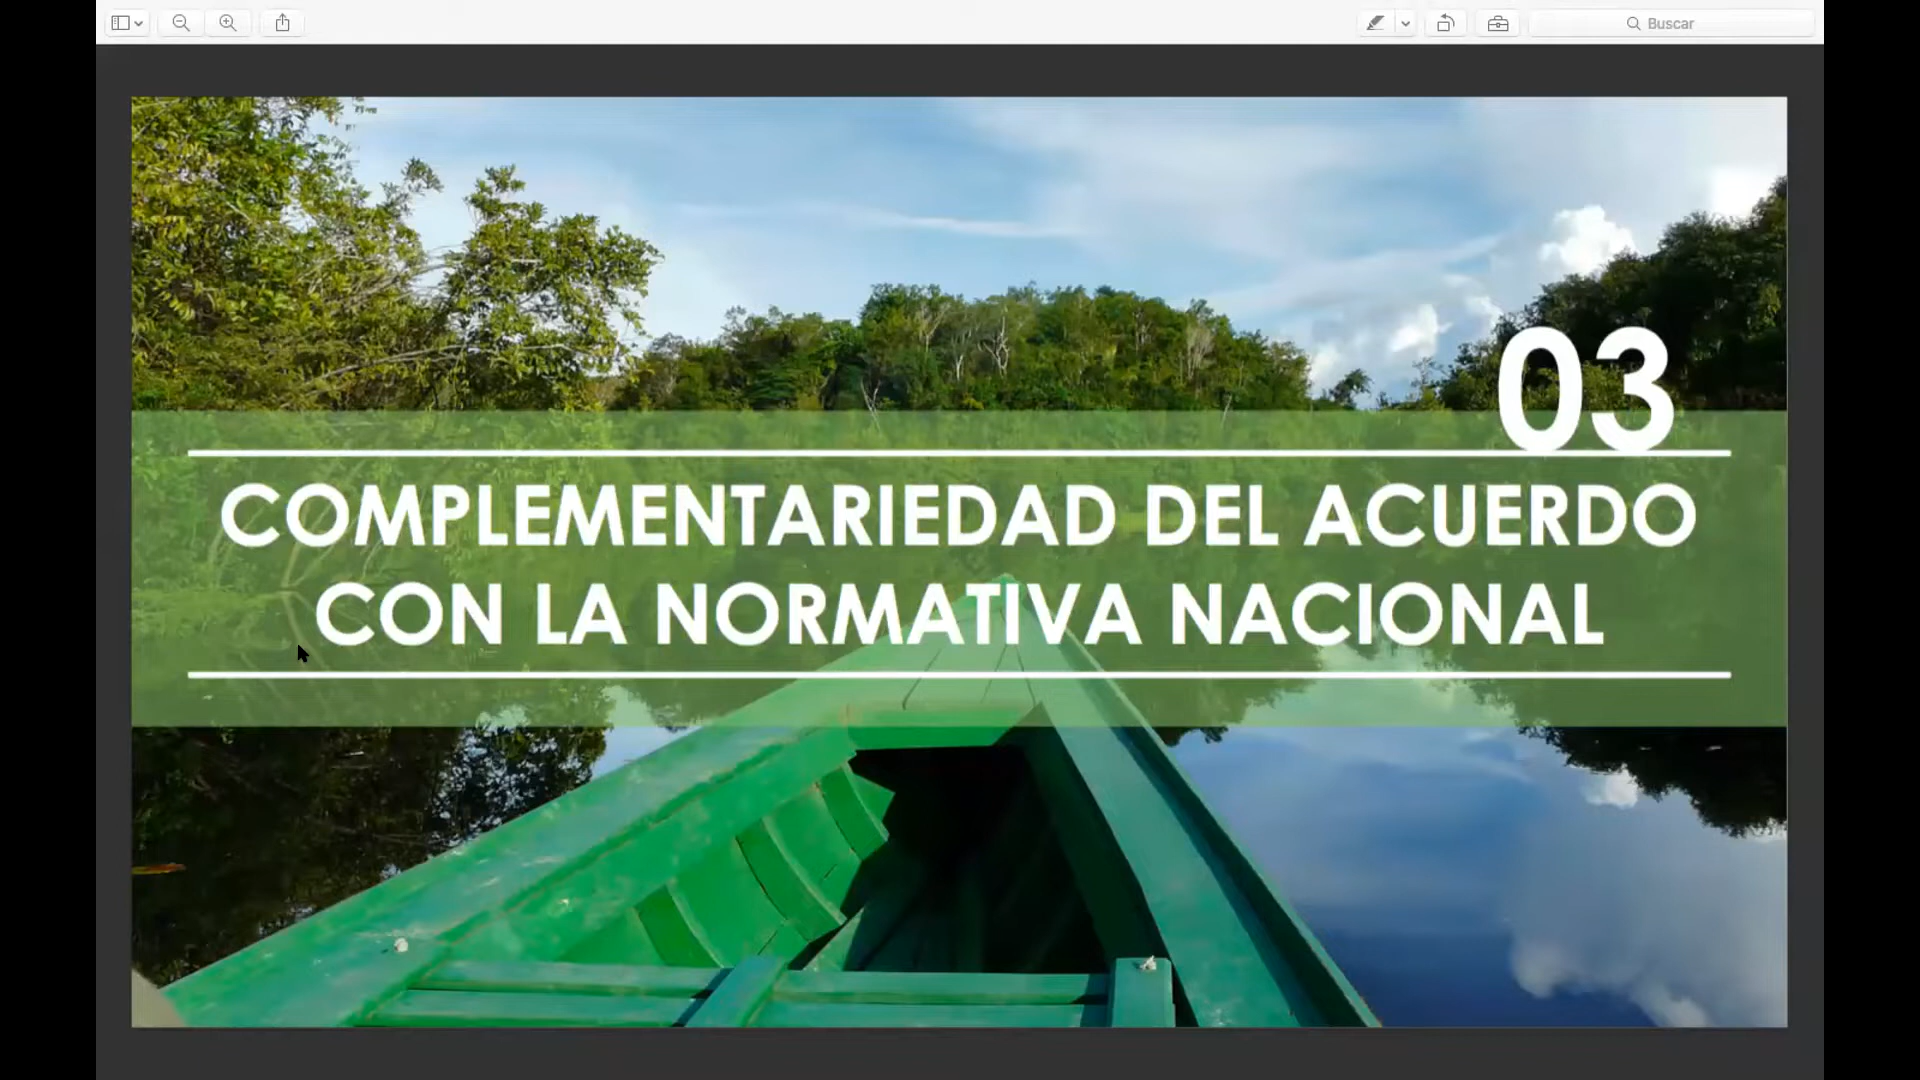 Buscar
03
COMPLEMENTARIEDAD DEL ACUERDO
CON LA NORMATIVA NACIONAL